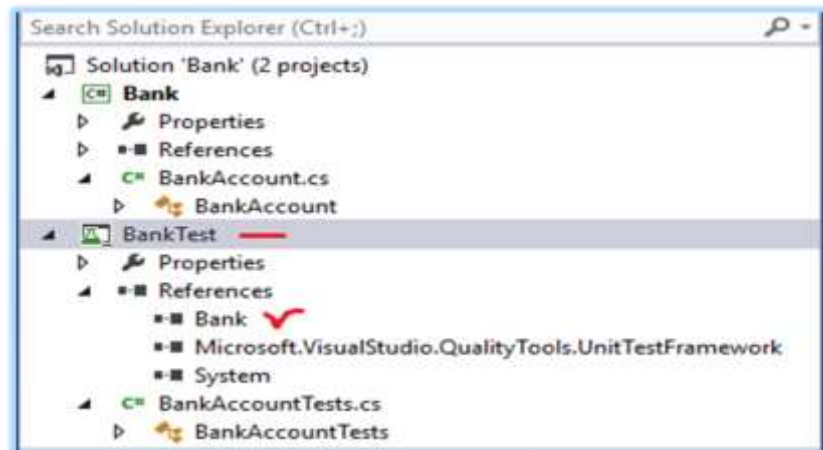 Search Solution Explorer (Ctrl+;)
Solution 'Bank' (2 projects)
C# Bank
Properties
References
C# BankAccount.cs
BankAccount
BankTest
Properties
References
Bank
Microsoft.VisualStudio.QualityTools.UnitTestFramework
System
C# BankAccountTests.cs
BankAccountTests